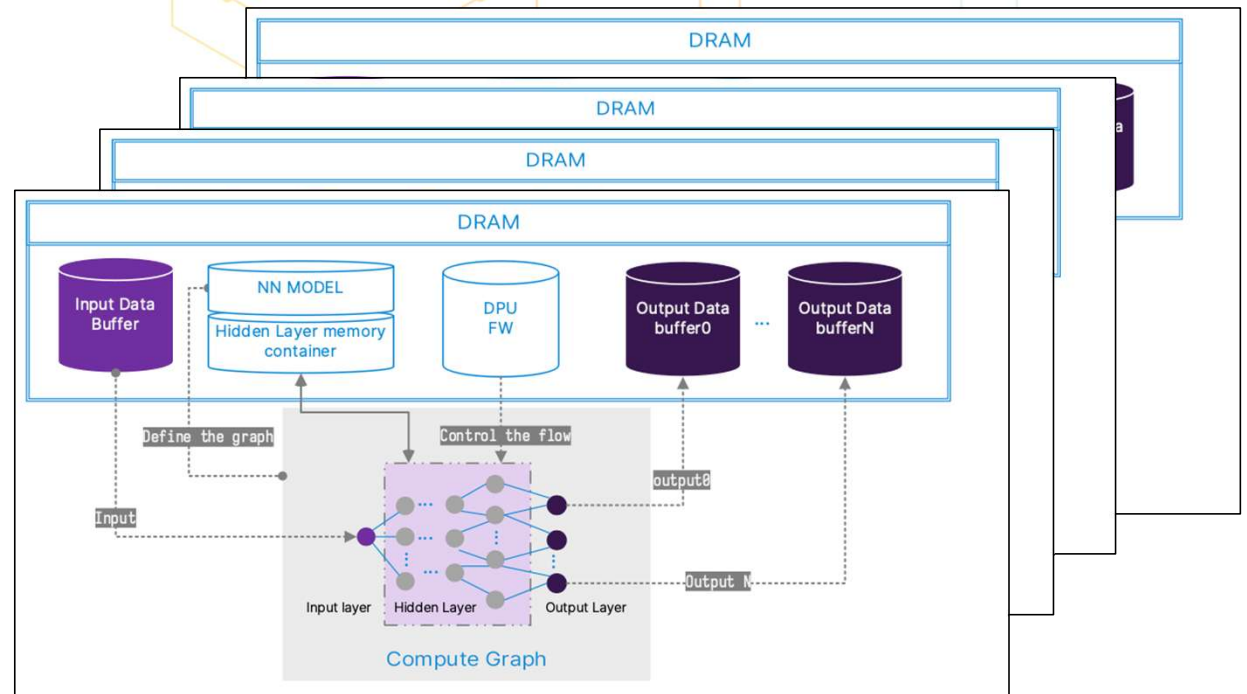 DRAM
DRAM
a
DRAM
DRAM
Input Data
Buffer
NN MODEL
Hidden Layer memory
container
DPU
FW
Output Data
buffer0
...
Output Data
bufferN
Define the graph
Control the flow
output0
Input
Output N
Input layer
Hidden Layer
Output Layer
Compute Graph